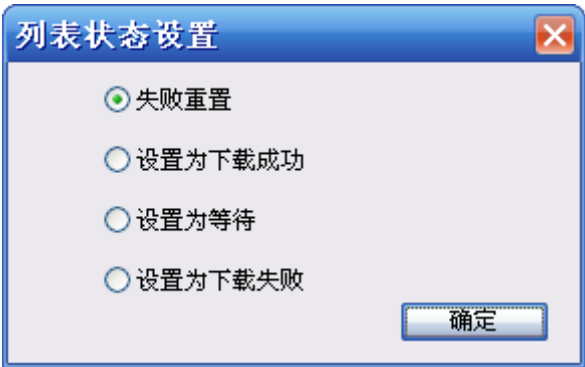 列表状态设置
失败重置
设置为下载成功
设置为等待
设置为下载失败
确定